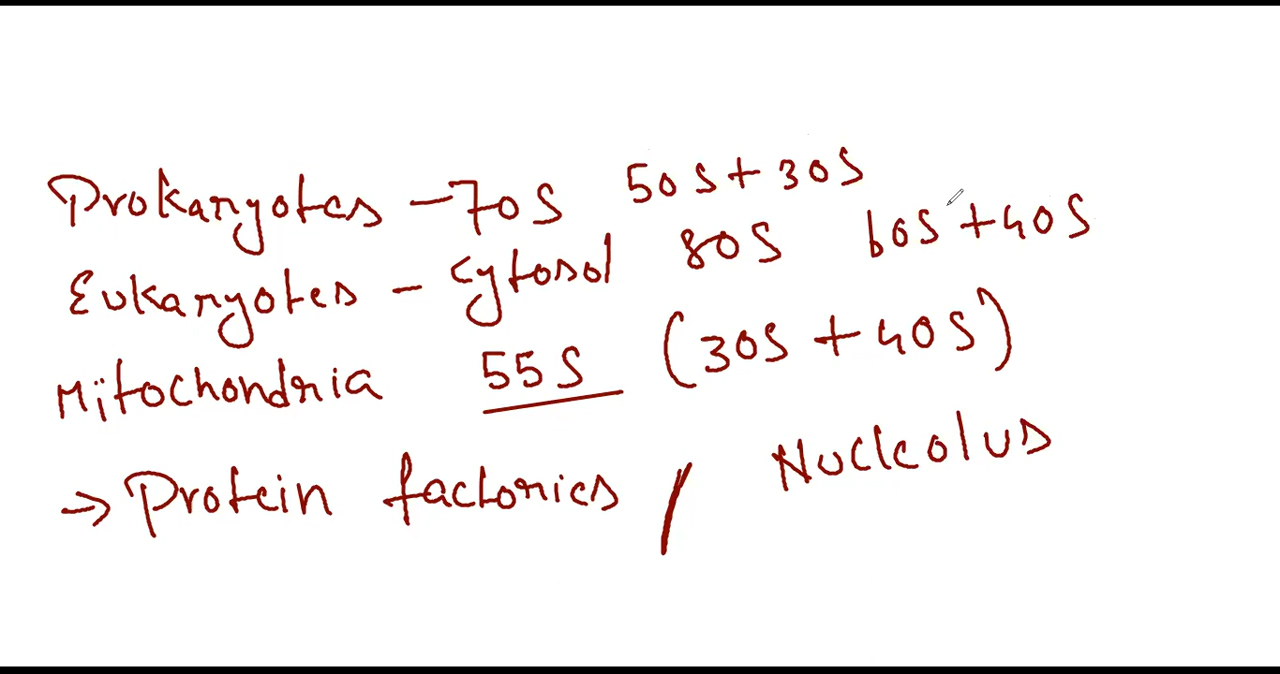 Prokaryotes - 70S 50S + 30S
Eukaryotes - Cytosol 80S 60S + 40S
Mitochondria 55S (30S + 40S)
→ Protein factories / Nucleolus